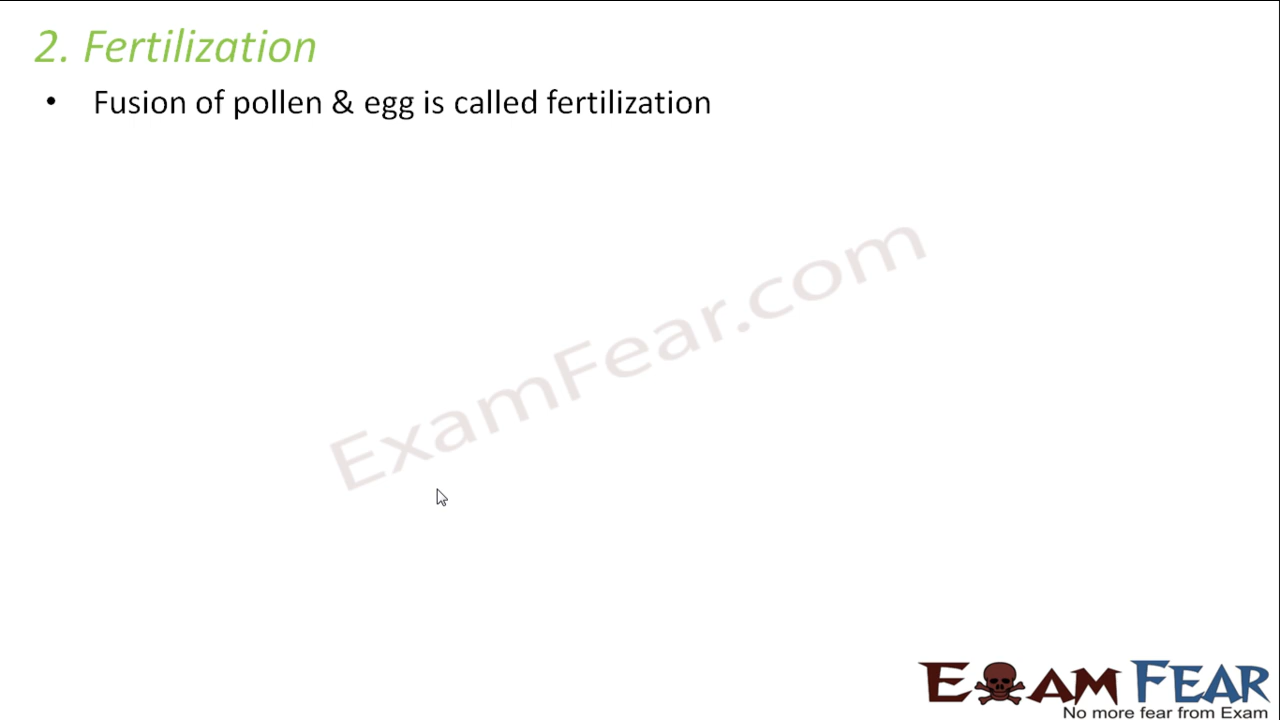 2. Fertilization
• Fusion of pollen & egg is called fertilization
ExamFear.com
EXAM FEAR
No more fear from Exam